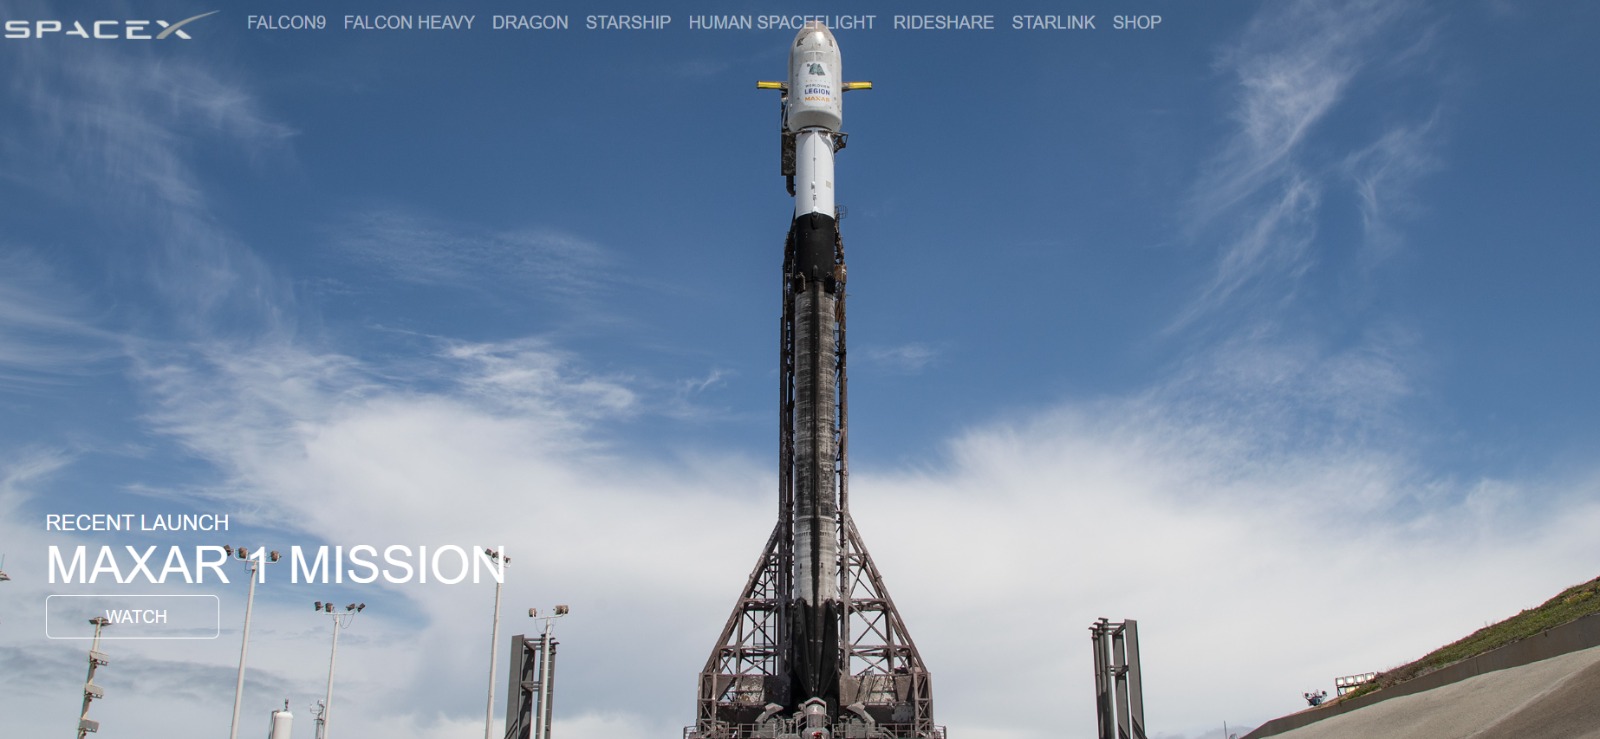 SPACEX
FALCON9 FALCON HEAVY DRAGON STARSHIP HUMAN SPACEFLIGHT RIDESHARE STARLINK SHOP
LEGION
MAXAR
RECENT LAUNCH
MAXAR 1 MISSION
WATCH